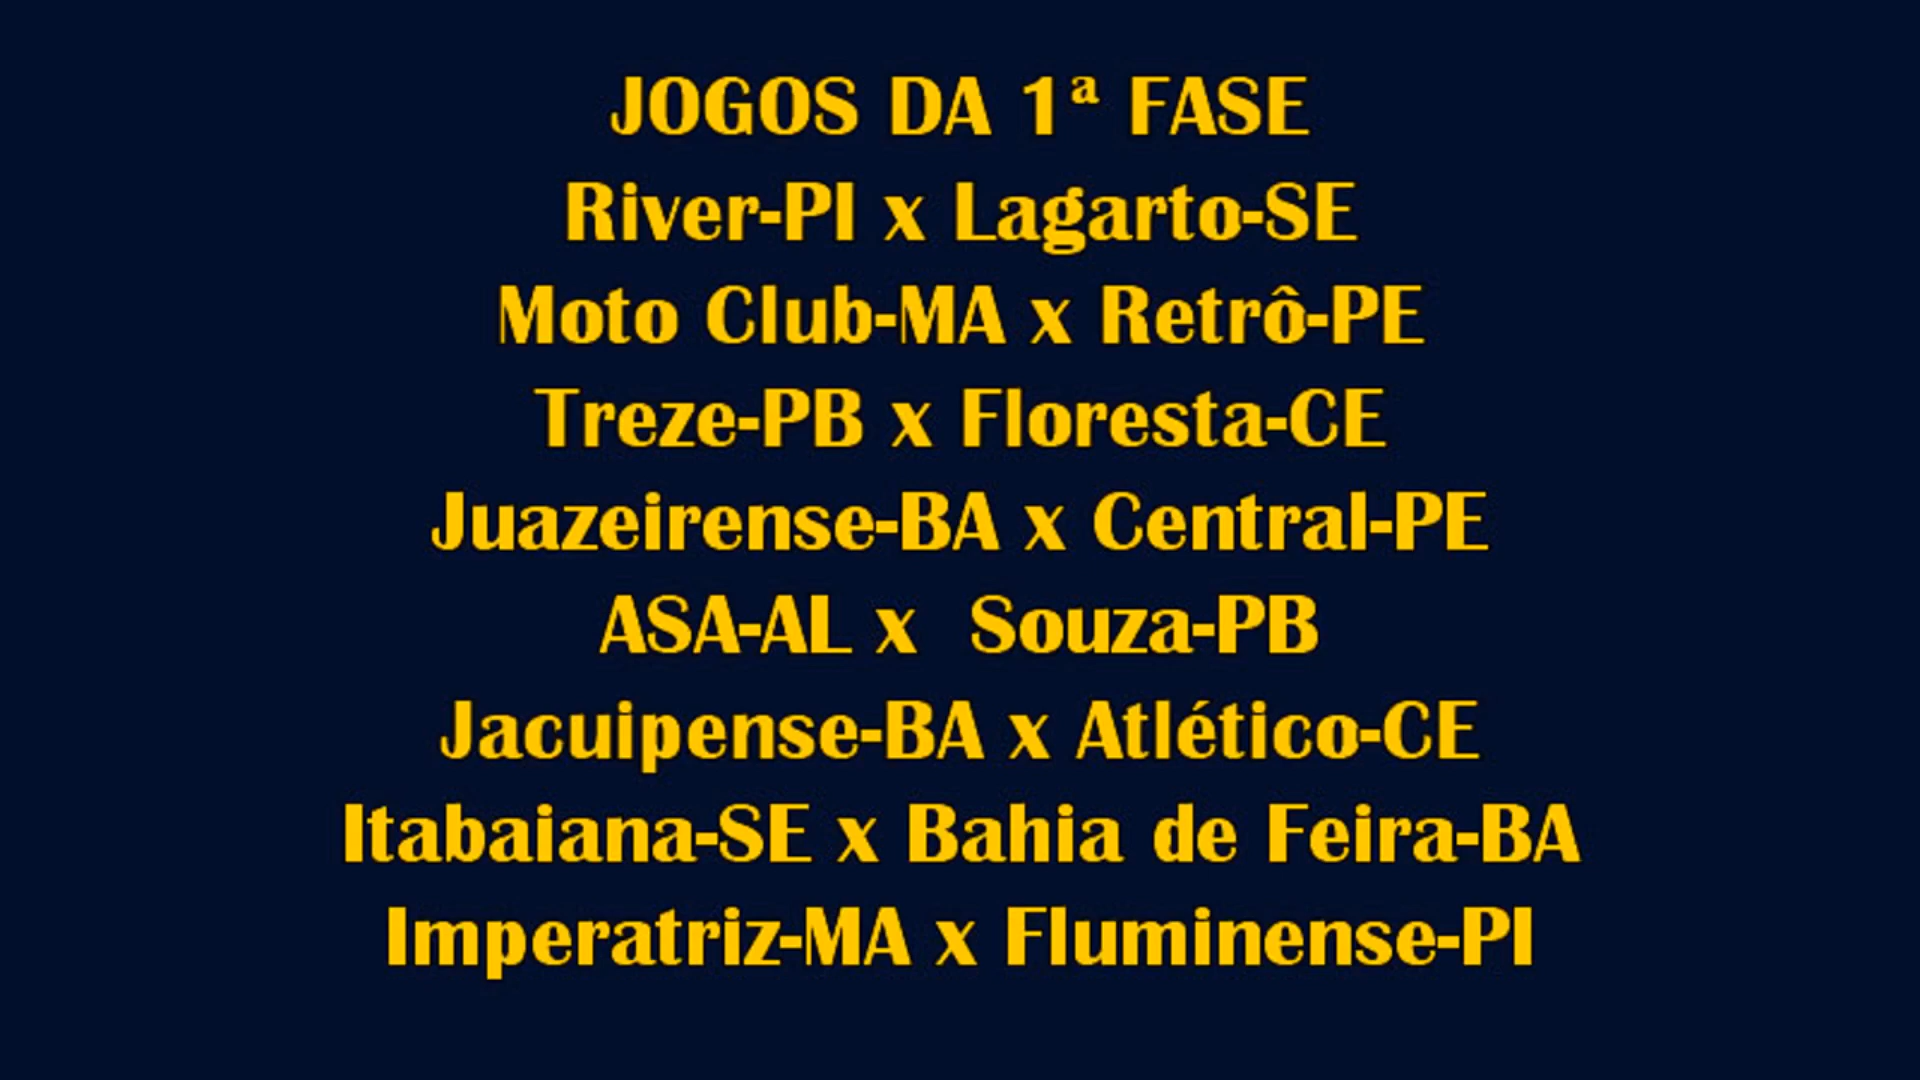 JOGOS DA 1ª FASE
River-PI x Lagarto-SE
Moto Club-MA x Retrô-PE
Treze-PB x Floresta-CE
Juazeirense-BA x Central-PE
ASA-AL x  Souza-PB
Jacuipense-BA x Atlético-CE
Itabaiana-SE x Bahia de Feira-BA
Imperatriz-MA x Fluminense-PI